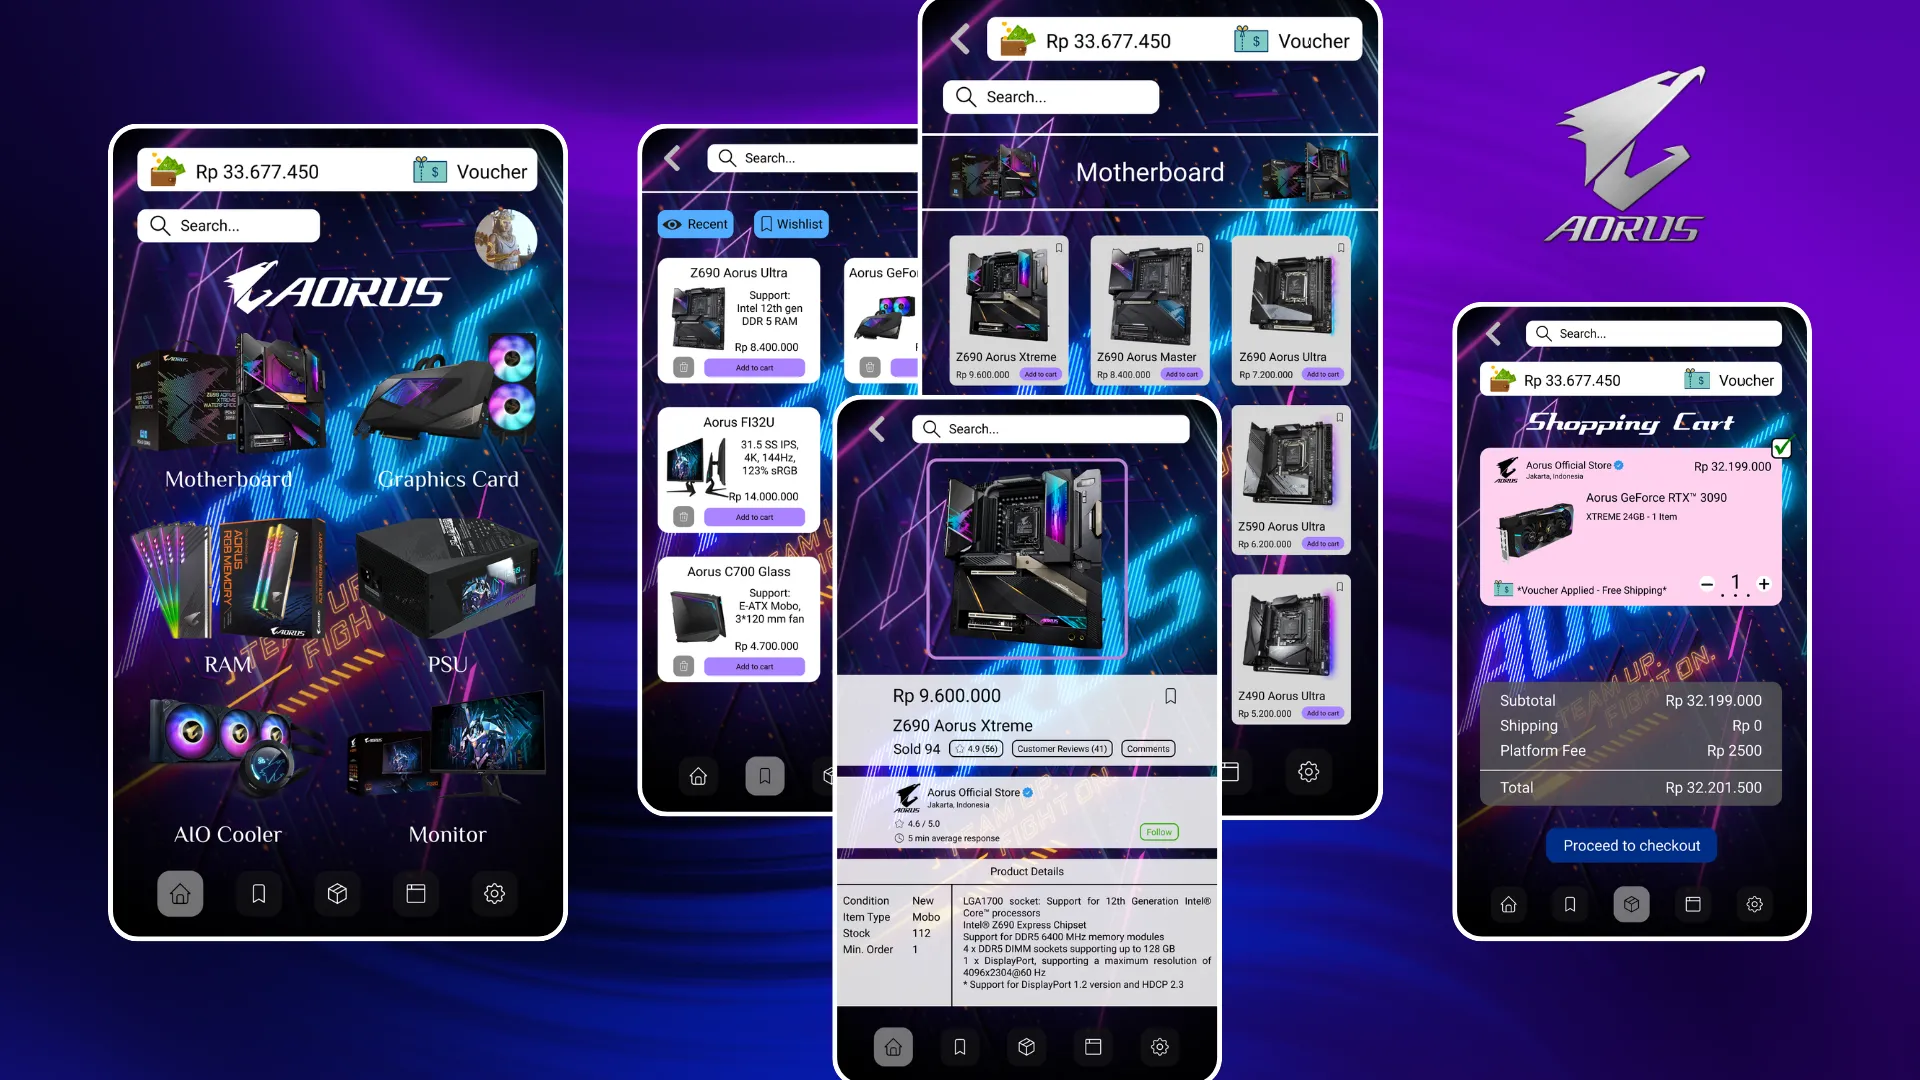 Rp 33.677.450
Voucher
Search...
AORUS
Motherboard
Graphics Card
RAM
PSU
AIO Cooler
Monitor
Search...
Recent
Wishlist
Z690 Aorus Ultra
Support:
Intel 12th gen
DDR 5 RAM
Rp 8.400.000
Add to cart
Aorus GeFo
Aorus FI32U
31.5 SS IPS,
4K, 144Hz,
123% sRGB
Rp 14.000.000
Add to cart
Aorus C700 Glass
Support:
E-ATX Mobo,
3*120 mm fan
Rp 4.700.000
Add to cart
Rp 33.677.450
Voucher
Search...
Motherboard
Z690 Aorus Xtreme
Rp 9.600.000
Add to cart
Z690 Aorus Master
Rp 8.400.000
Add to cart
Z690 Aorus Ultra
Rp 7.200.000
Add to cart
Z590 Aorus Ultra
Rp 6.200.000
Add to cart
Z490 Aorus Ultra
Rp 5.200.000
Add to cart
Search...
Rp 9.600.000
Z690 Aorus Xtreme
Sold 94
4.9 (56)
Customer Reviews (41)
Comments
AORUS
Aorus Official Store
Jakarta, Indonesia
4.6 / 5.0
5 min average response
Follow
Product Details
Condition New
Item Type Mobo
Stock 112
Min. Order 1
LGA1700 socket: Support for 12th Generation Intel®
Core™ processors
Intel® Z690 Express Chipset
Support for DDR5 6400 MHz memory modules
4 x DDR5 DIMM sockets supporting up to 128 GB
1 x DisplayPort, supporting a maximum resolution of
4096x2304@60 Hz
* Support for DisplayPort 1.2 version and HDCP 2.3
AORUS
Search...
Rp 33.677.450
Voucher
Shopping Cart
AORUS
Aorus Official Store
Jakarta, Indonesia
Rp 32.199.000
Aorus GeForce RTX™ 3090
XTREME 24GB - 1 Item
*Voucher Applied - Free Shipping*
1
TEAM UP.
FIGHT ON.
Subtotal Rp 32.199.000
Shipping Rp 0
Platform Fee Rp 2500
Total Rp 32.201.500
Proceed to checkout